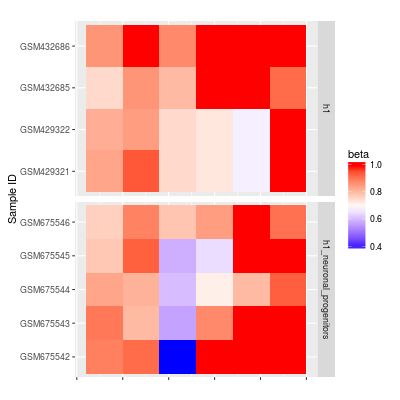 GSM432686
GSM432685
GSM429322
GSM429321
h1
GSM675546
GSM675545
GSM675544
GSM675543
GSM675542
h1_neuronal_progenitors
Sample ID
beta
1.0
0.8
0.6
0.4